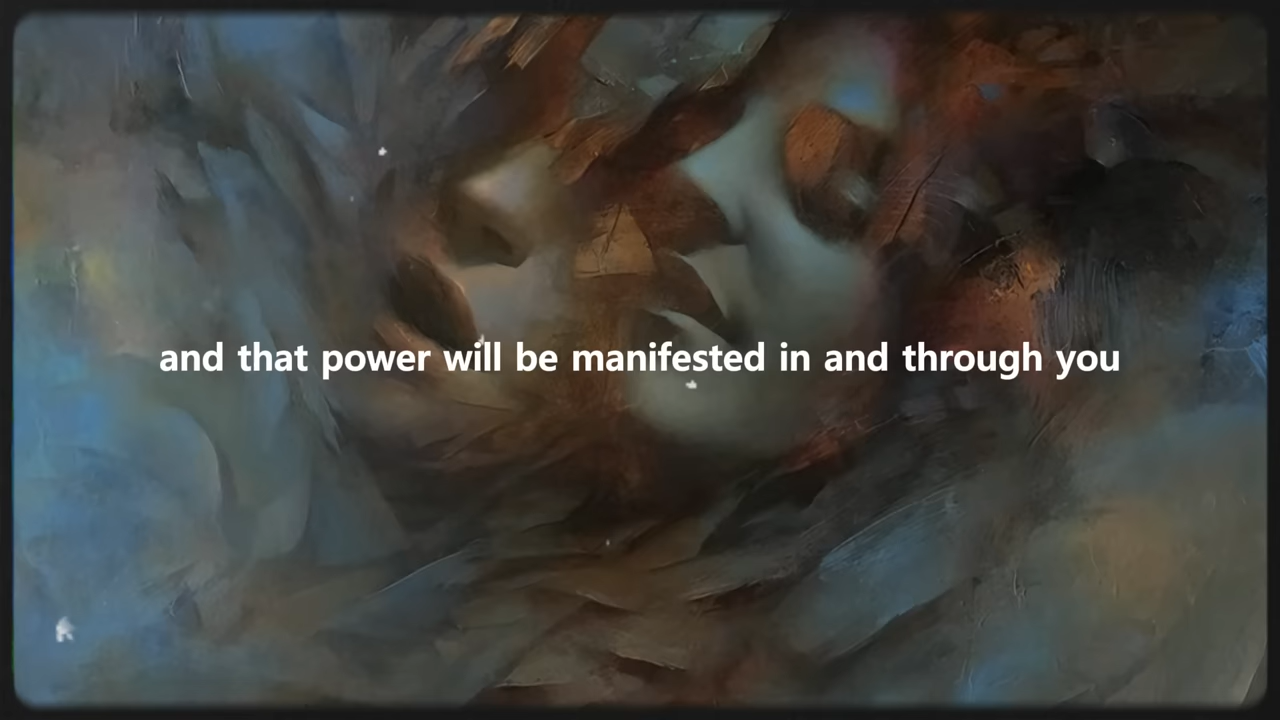 and that power will be manifested in and through you